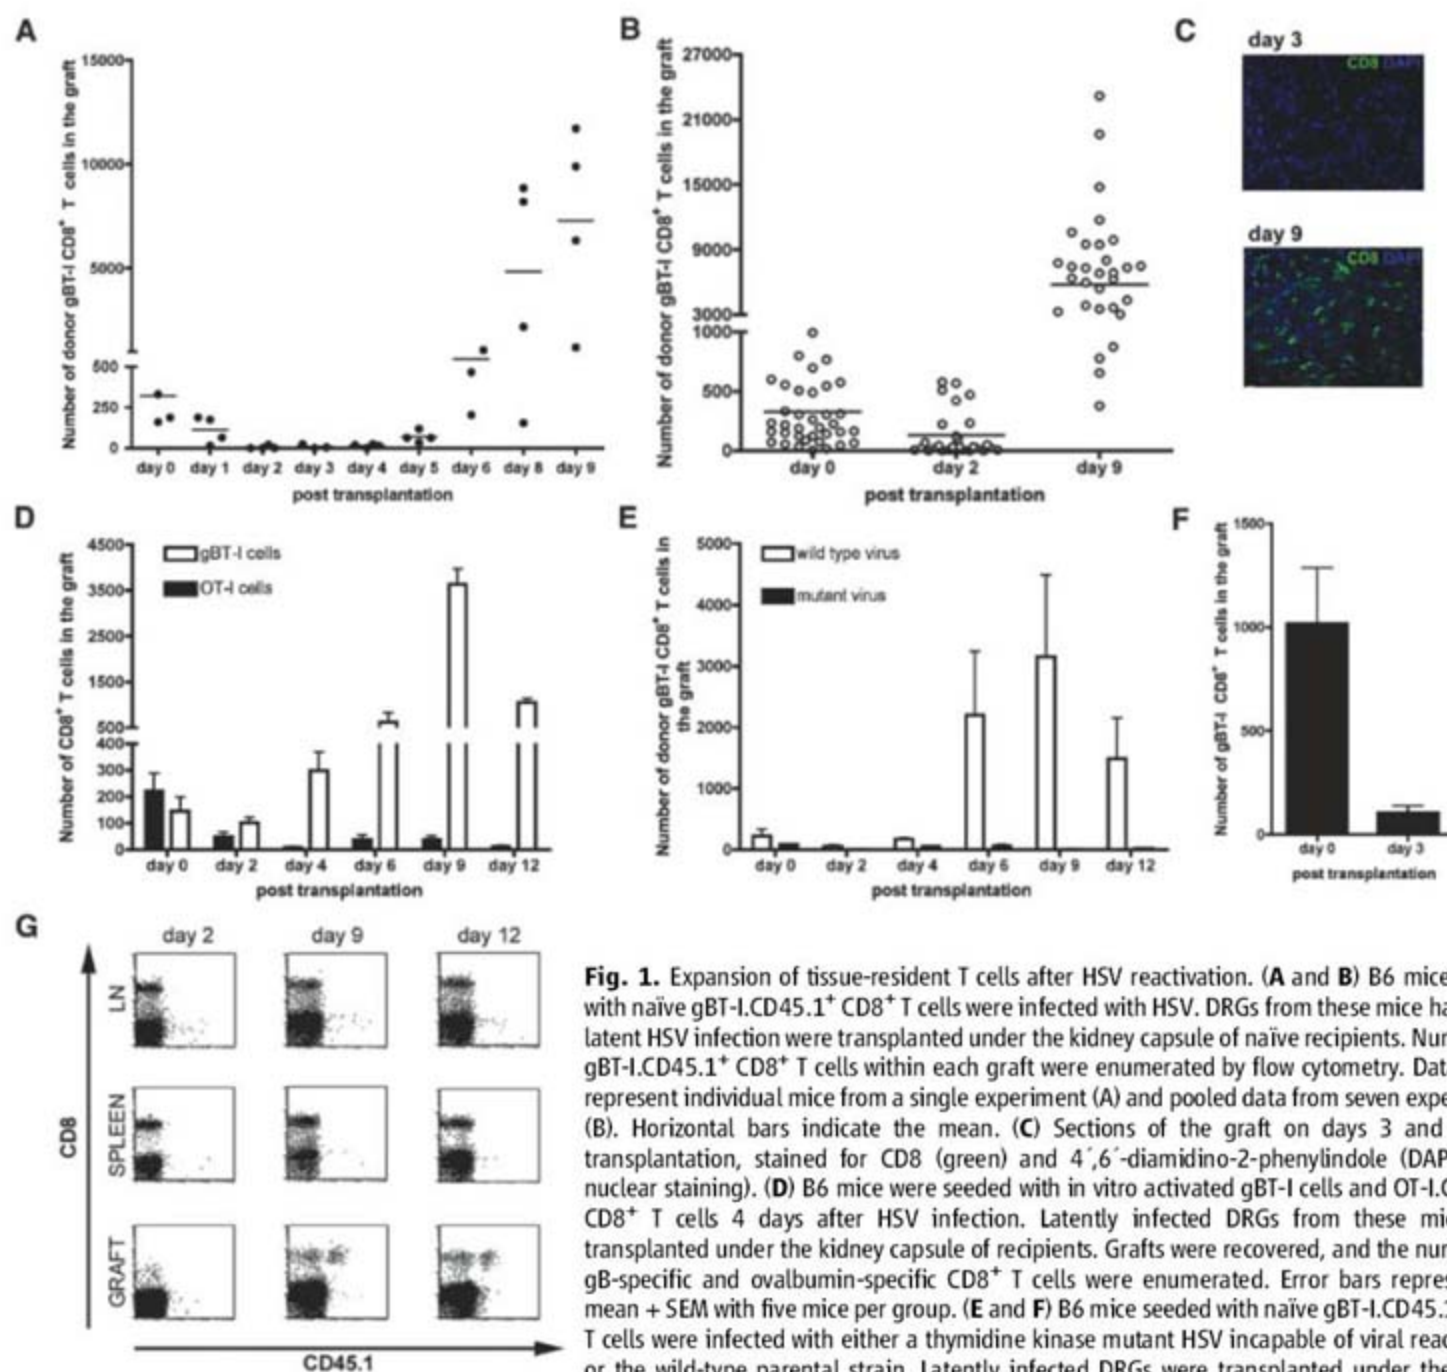 A
Number of donor gBT-I CD8+ T cells in the graft
15000
10000
5000
500
250
0
day 0 day 1 day 2 day 3 day 4 day 5 day 6 day 8 day 9
post transplantation
B
Number of donor gBT-I CD8+ T cells in the graft
27000
21000
15000
9000
3000
1000
500
0
day 0 day 2 day 9
post transplantation
C
day 3
CD8 DAPI
day 9
CD8 DAPI
D
Number of CD8+ T cells in the graft
4500
3500
2500
1500
500
400
300
200
100
0
gBT-I cells
OT-I cells
day 0 day 2 day 4 day 6 day 9 day 12
post transplantation
E
Number of donor gBT-I CD8+ T cells in
the graft
5000
4000
3000
2000
1000
0
wild type virus
mutant virus
day 0 day 2 day 4 day 6 day 9 day 12
post transplantation
F
Number of gBT-I CD8+ T cells in the graft
1500
1000
500
0
day 0 day 3
post transplantation
G
day 2 day 9 day 12
LN
SPLEEN
GRAFT
CD8
CD45.1
Fig. 1. Expansion of tissue-resident T cells after HSV reactivation. (A and B) B6 mice
with naïve gBT-I.CD45.1+ CD8+ T cells were infected with HSV. DRGs from these mice ha
latent HSV infection were transplanted under the kidney capsule of naïve recipients. Nu
gBT-I.CD45.1+ CD8+ T cells within each graft were enumerated by flow cytometry. Dat
represent individual mice from a single experiment (A) and pooled data from seven expe
(B). Horizontal bars indicate the mean. (C) Sections of the graft on days 3 and
transplantation, stained for CD8 (green) and 4´,6´-diamidino-2-phenylindole (DAP
nuclear staining). (D) B6 mice were seeded with in vitro activated gBT-I cells and OT-I.
CD8+ T cells 4 days after HSV infection. Latently infected DRGs from these mi
transplanted under the kidney capsule of recipients. Grafts were recovered, and the nu
gB-specific and ovalbumin-specific CD8+ T cells were enumerated. Error bars repres
mean + SEM with five mice per group. (E and F) B6 mice seeded with naïve gBT-I.CD45.
T cells were infected with either a thymidine kinase mutant HSV incapable of viral reac
or the wild-type parental strain. Latently infected DRGs were transplanted under the